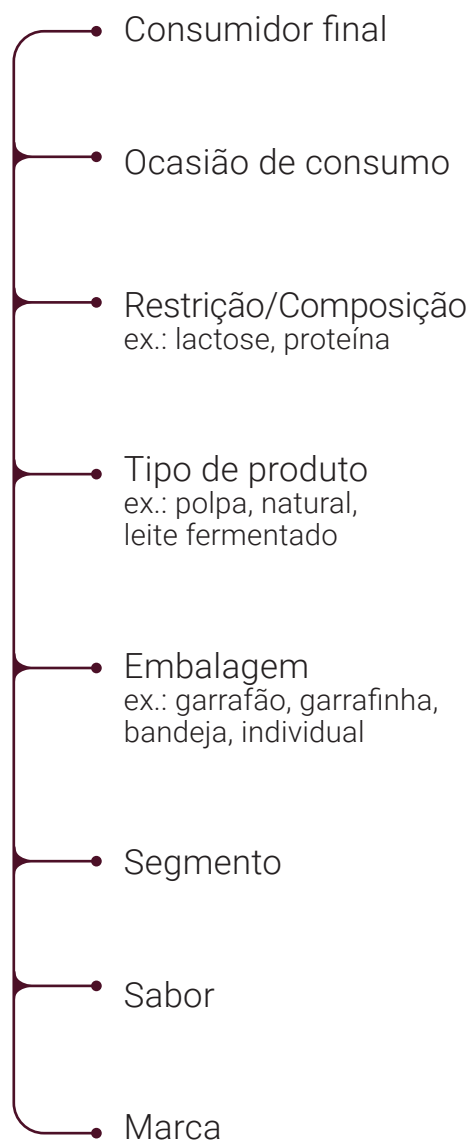 Consumidor final
Ocasião de consumo
Restrição/Composição
ex.: lactose, proteína
Tipo de produto
ex.: polpa, natural,
leite fermentado
Embalagem
ex.: garrafão, garrafinha,
bandeja, individual
Segmento
Sabor
Marca